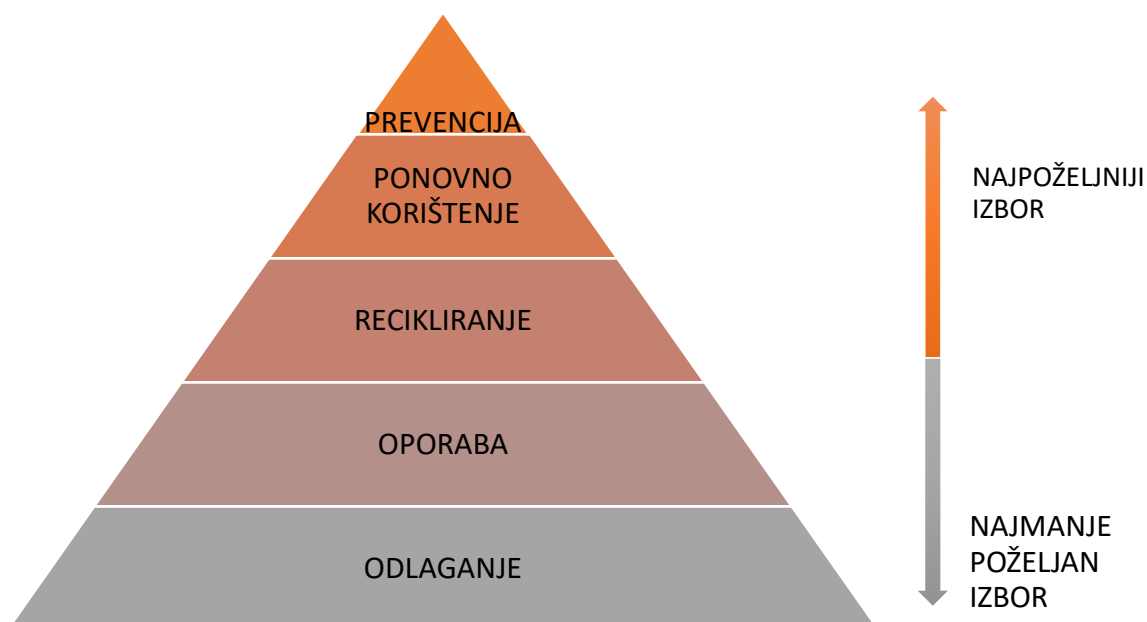 PREVENCIJA
PONOVNO
KORIŠTENJE
RECIKLIRANJE
OPORABA
ODLAGANJE
NAJPOŽELJNIJI
IZBOR
NAJMANJE
POŽELJAN
IZBOR